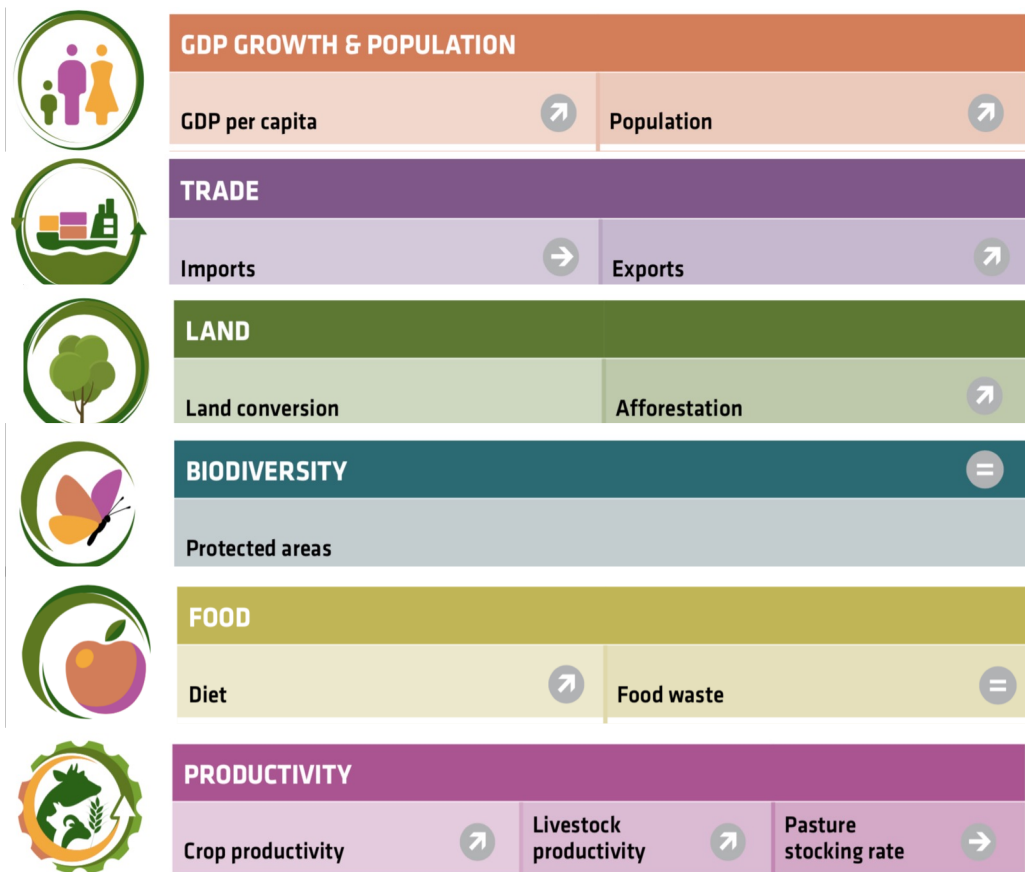 GDP GROWTH & POPULATION
GDP per capita
Population
TRADE
Imports
Exports
LAND
Land conversion
Afforestation
BIODIVERSITY
Protected areas
FOOD
Diet
Food waste
PRODUCTIVITY
Crop productivity
Livestock
productivity
Pasture
stocking rate